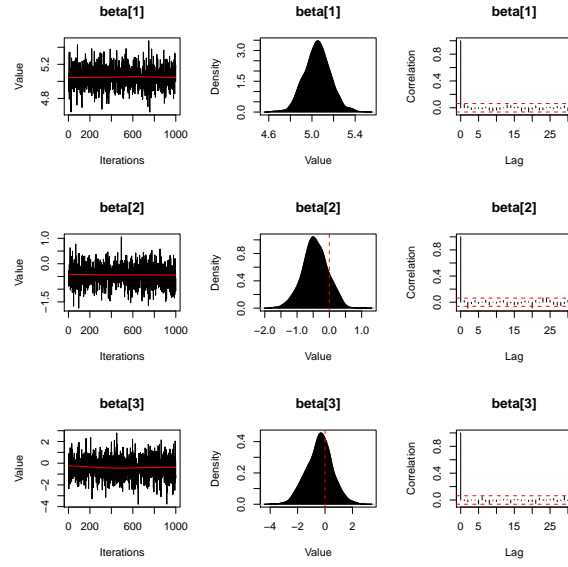 beta[1] beta[1] beta[1]
Value 4.8 5.2
Density 0.0 1.5 3.0
Correlation 0.0 0.4 0.8
0 200 600 1000 4.6 5.0 5.4 0 5 15 20 30
Iterations Value Lag
beta[2] beta[2] beta[2]
Value −1.5 0.0 1.0
Density 0.0 0.4 0.8
Correlation 0.0 0.4 0.8
0 200 600 1000 −2.0 −1.0 0.0 1.0 0 5 15 20 30
Iterations Value Lag
beta[3] beta[3] beta[3]
Value −4 −2 0 2
Density 0.0 0.2 0.4
Correlation 0.0 0.4 0.8
0 200 600 1000 −4 −2 0 2 0 5 15 20 30
Iterations Value Lag